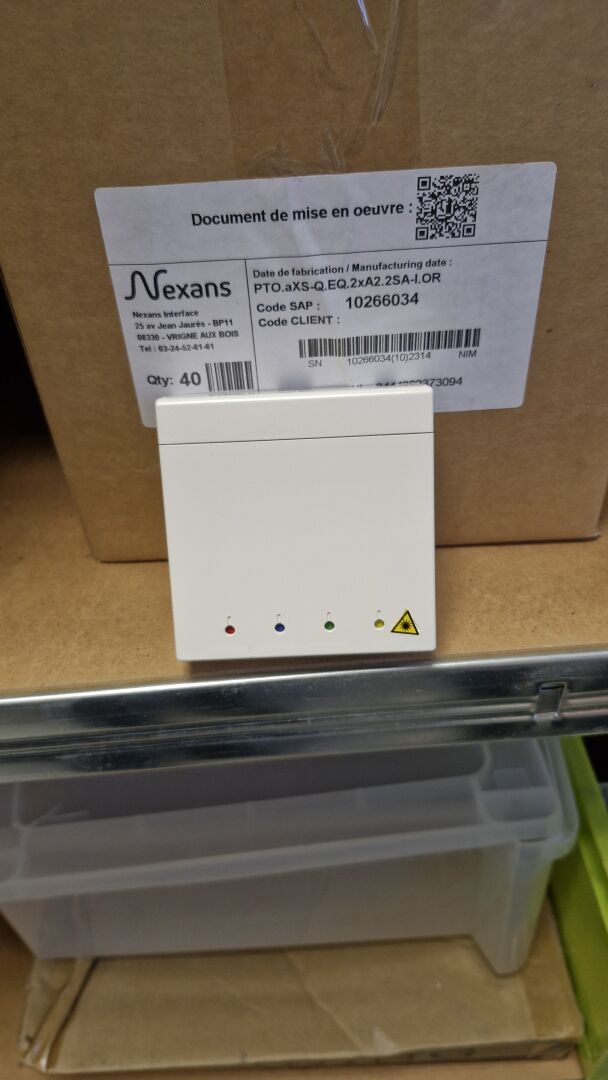 Document de mise en oeuvre :
Nexans
Nexans Interface
25 av Jean Jaurès - BP11
08330 - VRIGNE AUX BOIS
Tel : 03-24-52-61-61
Qty: 40
Date de fabrication / Manufacturing date :
PTO.aXS-Q.EQ.2xA2.2SA-I.OR
Code SAP : 10266034
Code CLIENT :
SN 10266034(10)2314 NIM